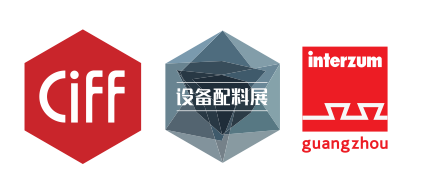 Ciff
设备配料展
interzum
guangzhou